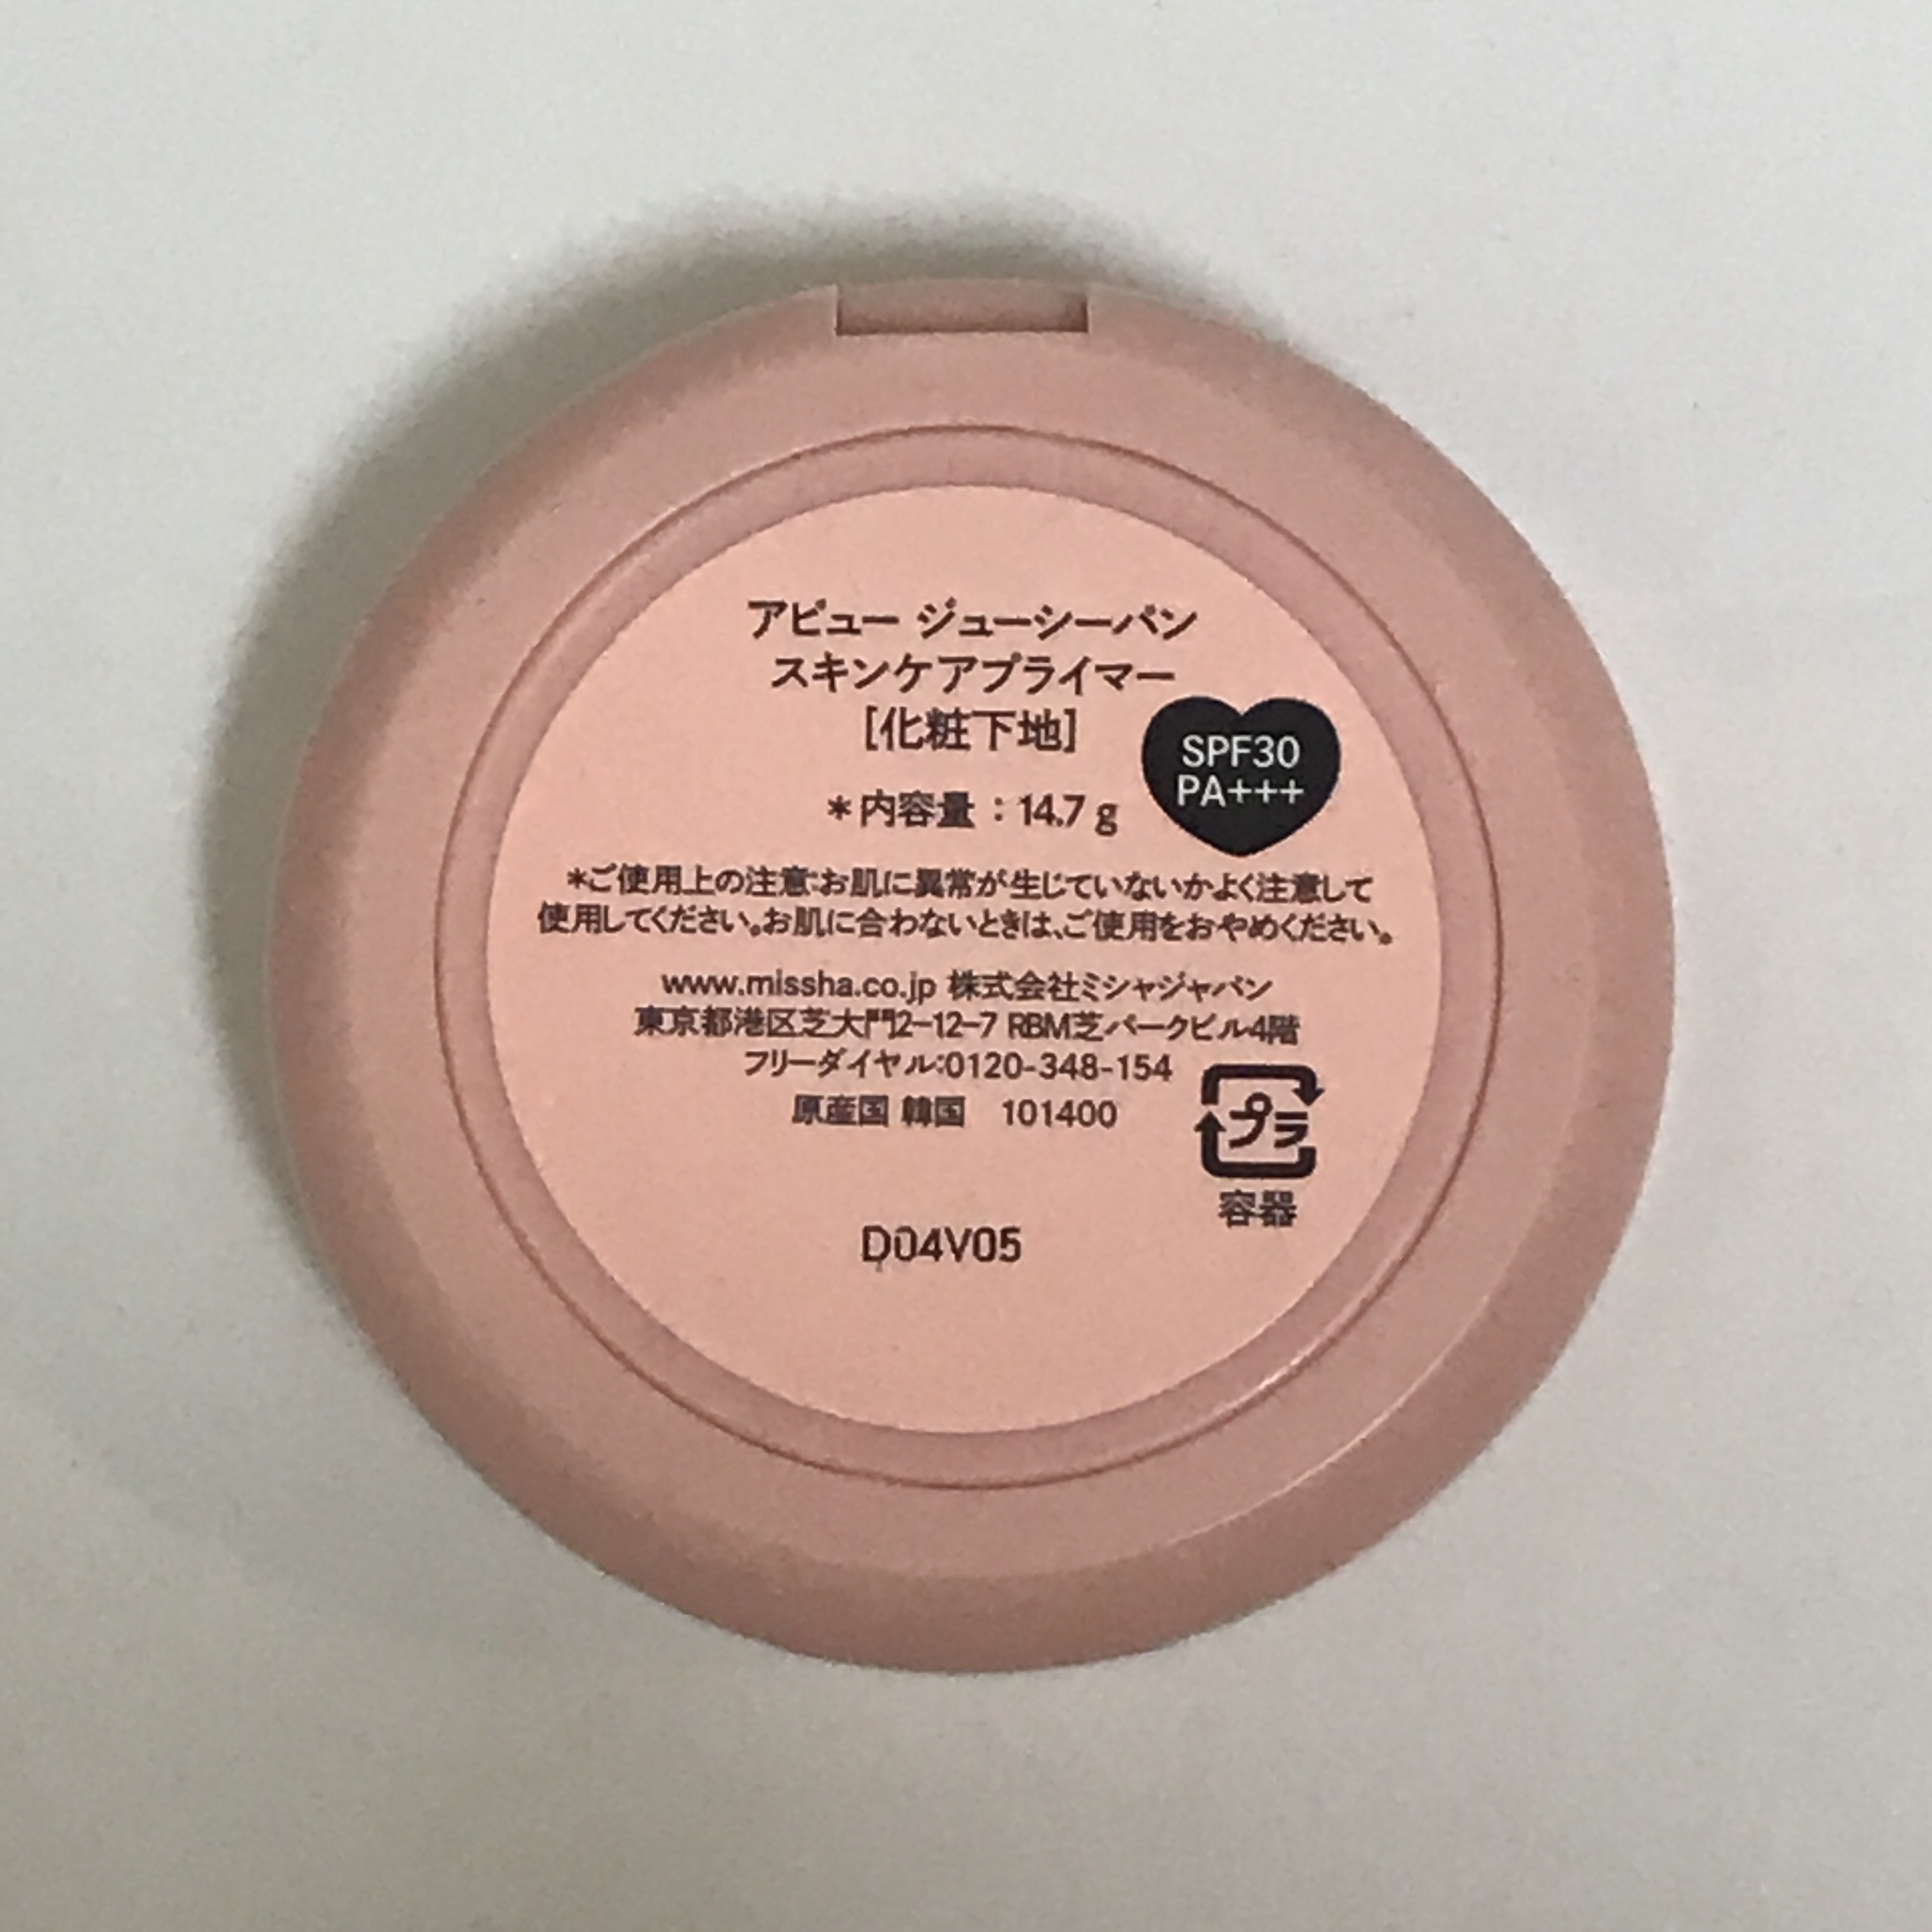 アピュー ジューシーパン
スキンケアプライマー
[化粧下地]
SPF30
PA+++
*内容量：14.7 g
*ご使用上の注意:お肌に異常が生じていないかよく注意して
使用してください。お肌に合わないときは、ご使用をおやめください。
www.missha.co.jp 株式会社ミシャジャパン
東京都港区芝大門2-12-7 RBM芝パークビル4階
フリーダイヤル:0120-348-154
原産国 韓国　101400
プラ
容器
D04V05